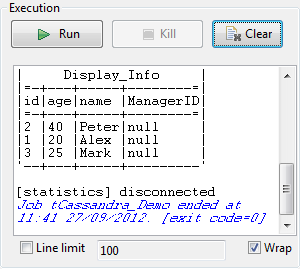 Execution
Run
Kill
Clear
|     Display_Info     |
|=-+---+-----+--------=|
|id|age|name |ManagerID|
|=-+---+-----+--------=|
|2 |40 |Peter|null     |
|1 |20 |Alex |null     |
|3 |25 |Mark |null     |
'--+---+-----+---------'
[statistics] disconnected
Job tCassandra_Demo ended at
11:41 27/09/2012. [exit code=0]
Line limit 100 Wrap